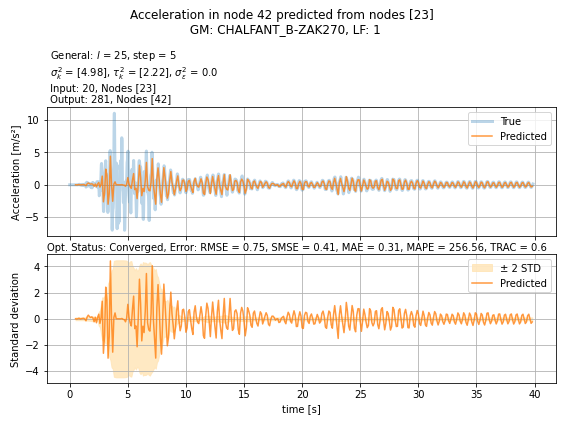 Acceleration in node 42 predicted from nodes [23]
GM: CHALFANT_B-ZAK270, LF: 1
General: l = 25, step = 5
σ²ₖ = [4.98], τ²ₖ = [2.22], σ²ε = 0.0
Input: 20, Nodes [23]
Output: 281, Nodes [42]
10
5
0
−5
Acceleration [m/s²]
True
Predicted
Opt. Status: Converged, Error: RMSE = 0.75, SMSE = 0.41, MAE = 0.31, MAPE = 256.56, TRAC = 0.6
4
2
0
−2
−4
Standard deviation
± 2 STD
Predicted
0 5 10 15 20 25 30 35 40
time [s]